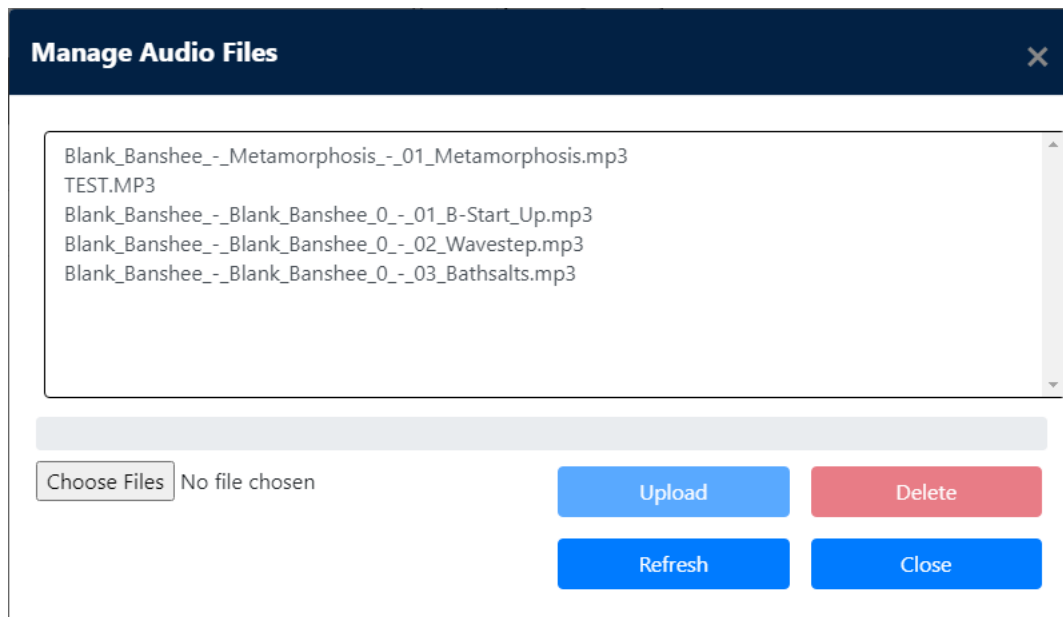 Manage Audio Files
Blank_Banshee_-_Metamorphosis_-_01_Metamorphosis.mp3
TEST.MP3
Blank_Banshee_-_Blank_Banshee_0_-_01_B-Start_Up.mp3
Blank_Banshee_-_Blank_Banshee_0_-_02_Wavestep.mp3
Blank_Banshee_-_Blank_Banshee_0_-_03_Bathsalts.mp3
Choose Files No file chosen
Upload Delete
Refresh Close